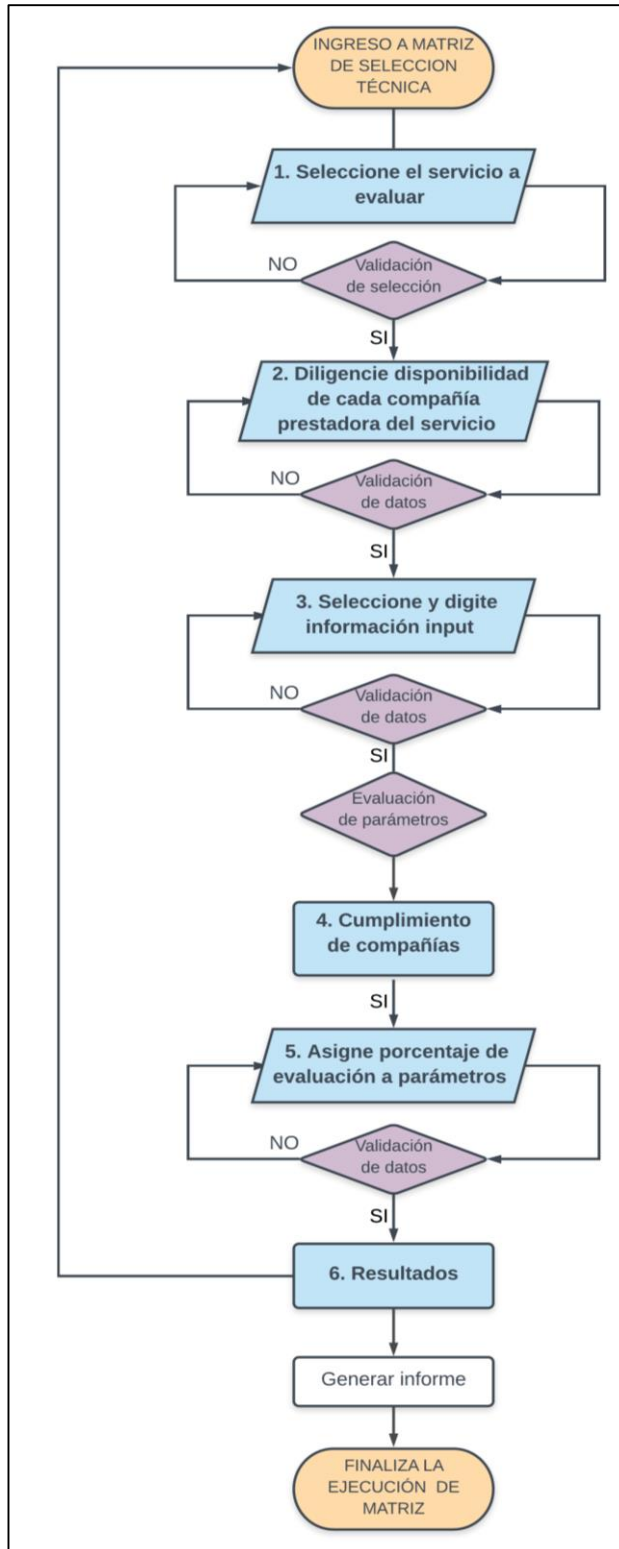 INGRESO A MATRIZ
DE SELECCION
TÉCNICA
1. Seleccione el servicio a
evaluar
NO
Validación
de selección
SI
2. Diligencie disponibilidad
de cada compañía
prestadora del servicio
NO
Validación
de datos
SI
3. Seleccione y digite
información input
NO
Validación
de datos
SI
Evaluación
de parámetros
4. Cumplimiento
de compañías
SI
5. Asigne porcentaje de
evaluación a parámetros
NO
Validación
de datos
SI
6. Resultados
Generar informe
FINALIZA LA
EJECUCIÓN DE
MATRIZ